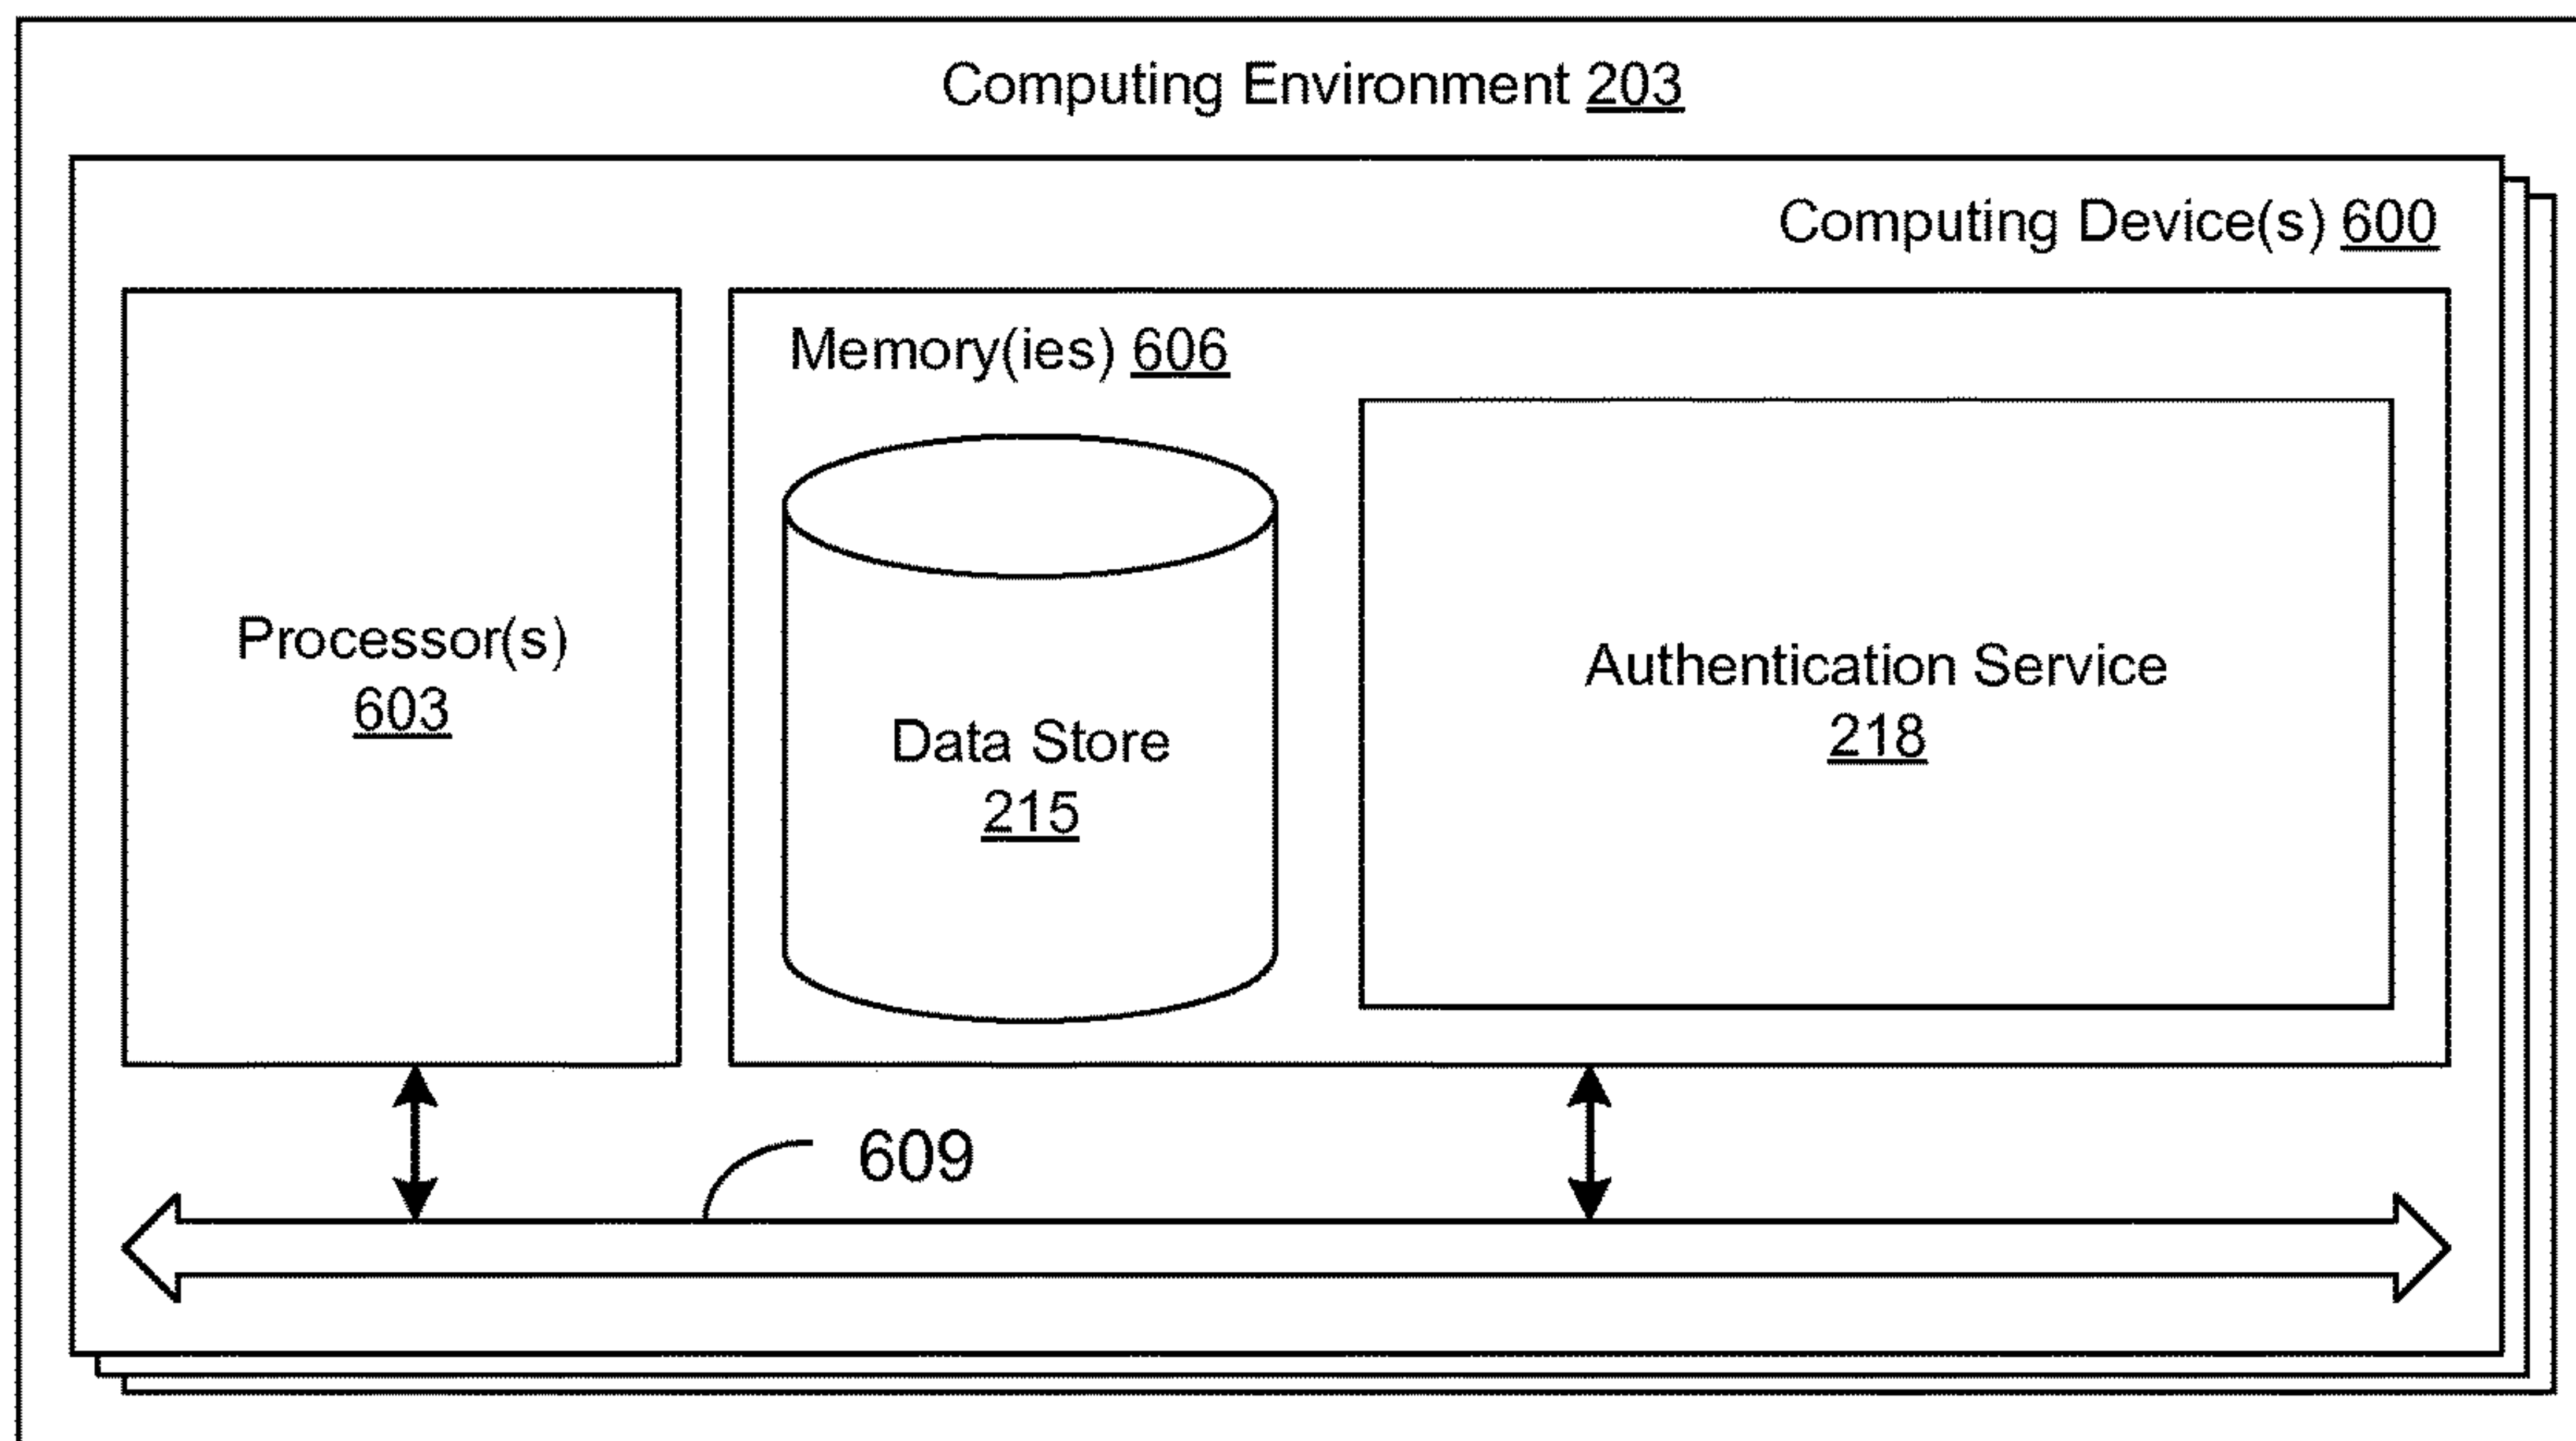 Computing Environment 203
Computing Device(s) 600
Memory(ies) 606
Processor(s)
603
Data Store
215
Authentication Service
218
609